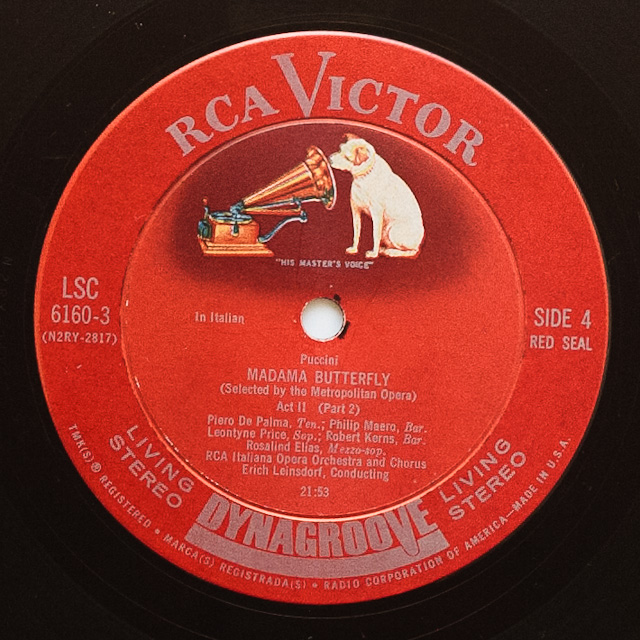 RCA VICTOR
"HIS MASTER'S VOICE"
LSC
6160-3
(N2RY-2817)
In Italian
SIDE 4
RED SEAL
Puccini
MADAMA BUTTERFLY
(Selected by the Metropolitan Opera)
Act II (Part 2)
Piero De Palma, Ten.; Philip Maero, Bar.
Leontyne Price, Sop.; Robert Kerns, Bar.
Rosalind Elias, Mezzo-sop.
RCA Italiana Opera Orchestra and Chorus
Erich Leinsdorf, Conducting
21:53
LIVING
STEREO
DYNAGROOVE
LIVING
STEREO
TMK(S) ® REGISTERED • MARCA(S) REGISTRADA(S) • RADIO CORPORATION OF AMERICA—MADE IN U.S.A.